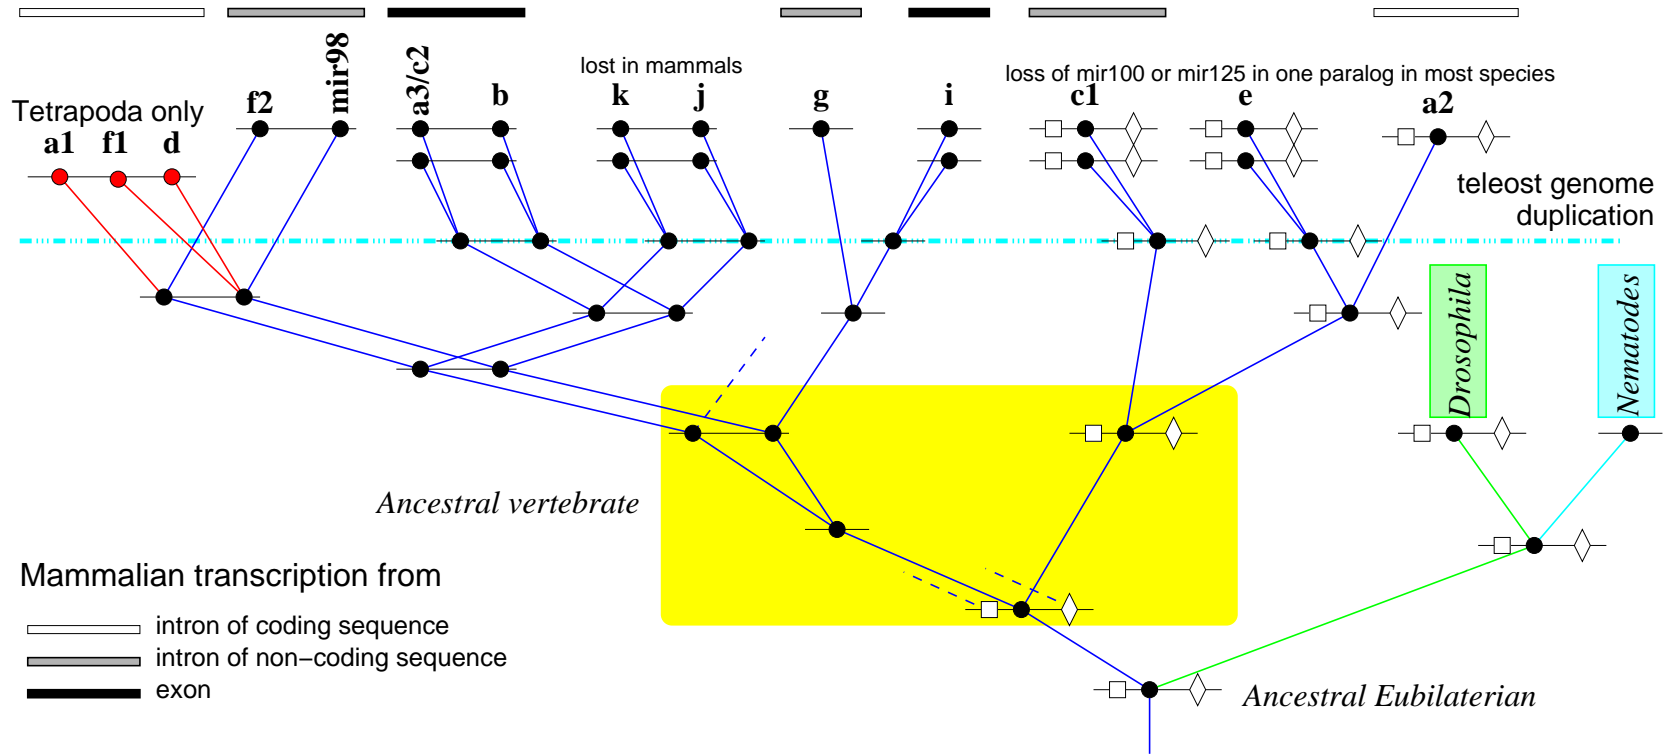 lost in mammals
loss of mir100 or mir125 in one paralog in most species
Tetrapoda only
a1
f1
d
f2
mir98
a3/c2
b
k
j
g
i
c1
e
a2
teleost genome
duplication
Drosophila
Nematodes
Ancestral vertebrate
Mammalian transcription from
intron of coding sequence
intron of non−coding sequence
exon
Ancestral Eubilaterian